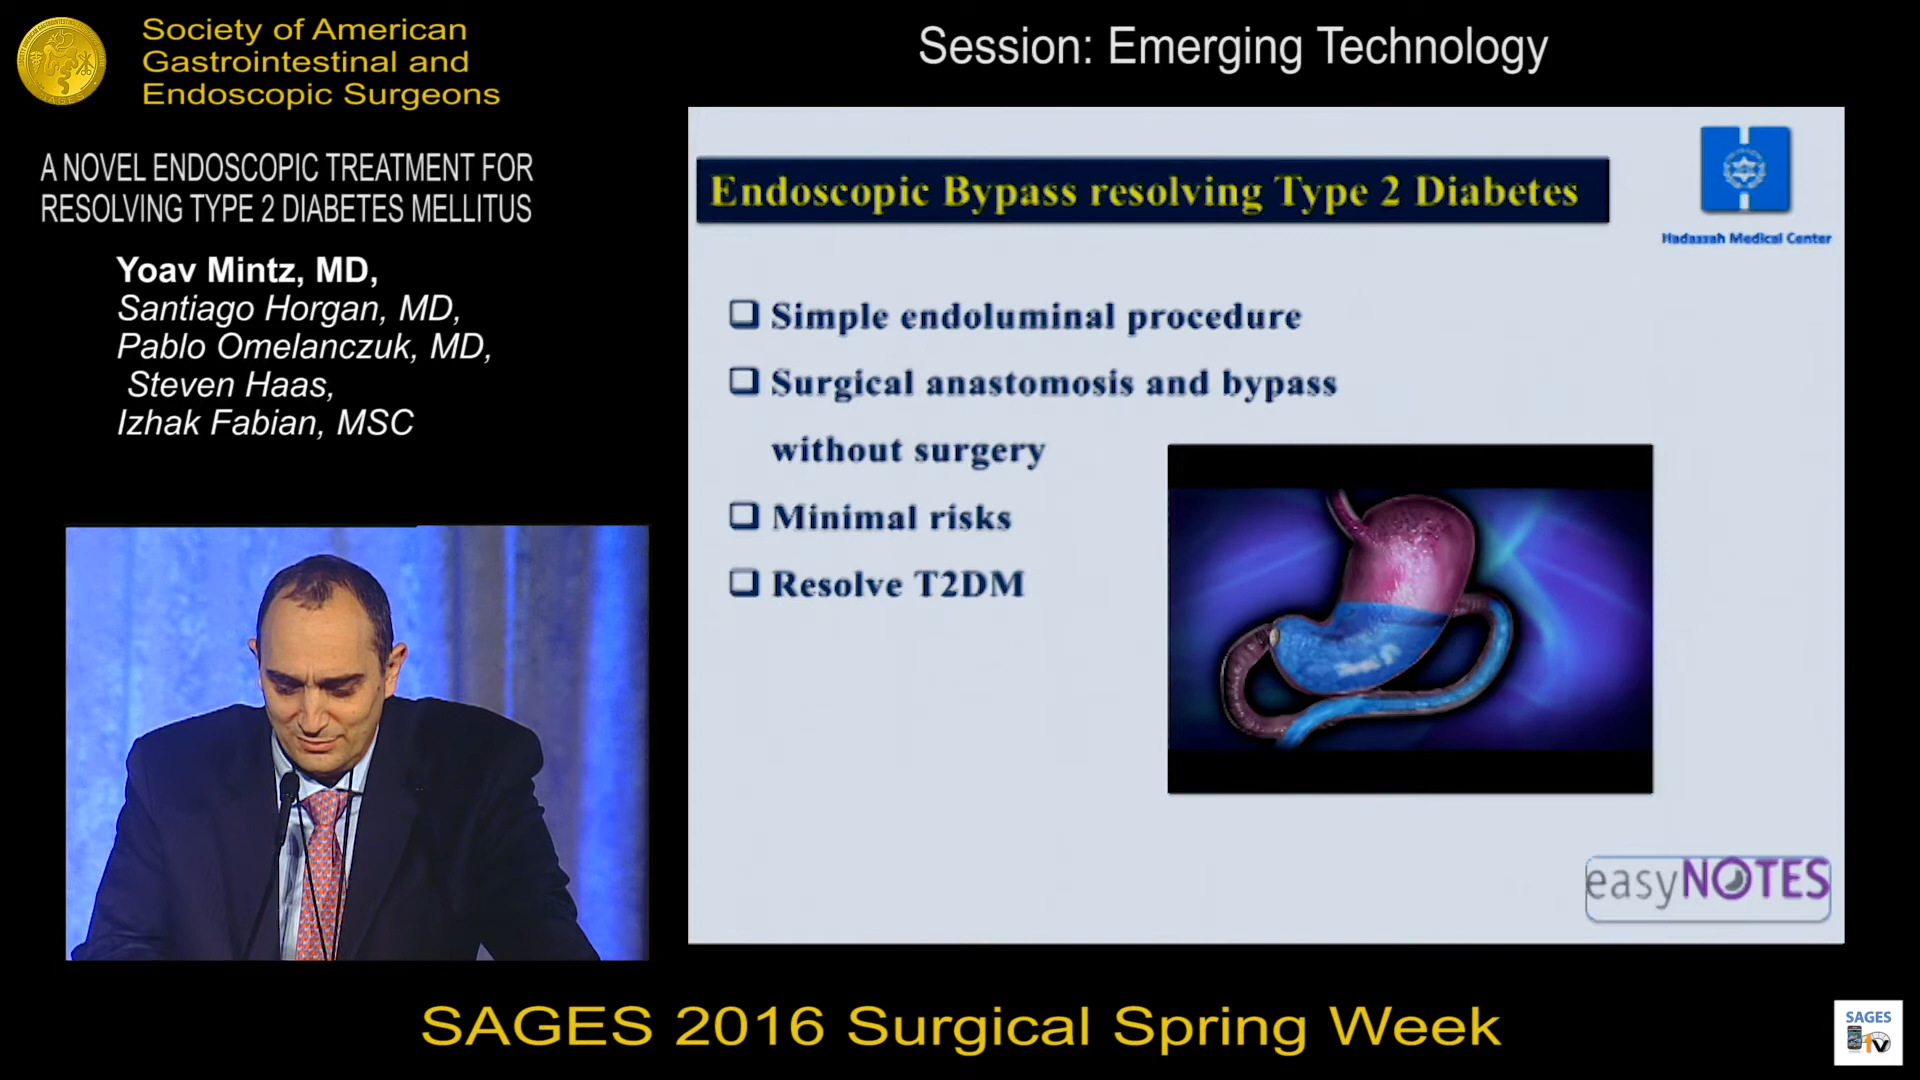 Society of American
Gastrointestinal and
Endoscopic Surgeons
A NOVEL ENDOSCOPIC TREATMENT FOR
RESOLVING TYPE 2 DIABETES MELLITUS
Yoav Mintz, MD,
Santiago Horgan, MD,
Pablo Omelanczuk, MD,
Steven Haas,
Izhak Fabian, MSC
Session: Emerging Technology
Endoscopic Bypass resolving Type 2 Diabetes
Hadassah Medical Center
Simple endoluminal procedure
Surgical anastomosis and bypass
without surgery
Minimal risks
Resolve T2DM
easyNOTES
SAGES 2016 Surgical Spring Week
SAGES
TV